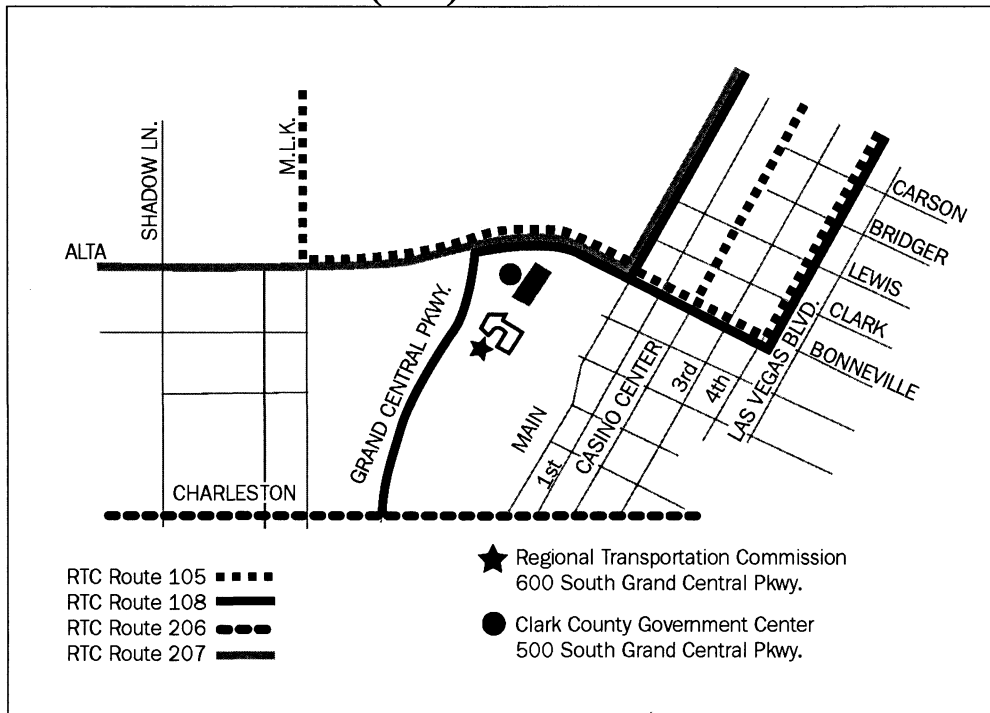 SHADOW LN.
M.L.K.
ALTA
GRAND CENTRAL PKWY.
CHARLESTON
MAIN
1st
CASINO CENTER
3rd
4th
LAS VEGAS BLVD.
CARSON
BRIDGER
LEWIS
CLARK
BONNEVILLE
RTC Route 105
RTC Route 108
RTC Route 206
RTC Route 207
Regional Transportation Commission
600 South Grand Central Pkwy.
Clark County Government Center
500 South Grand Central Pkwy.